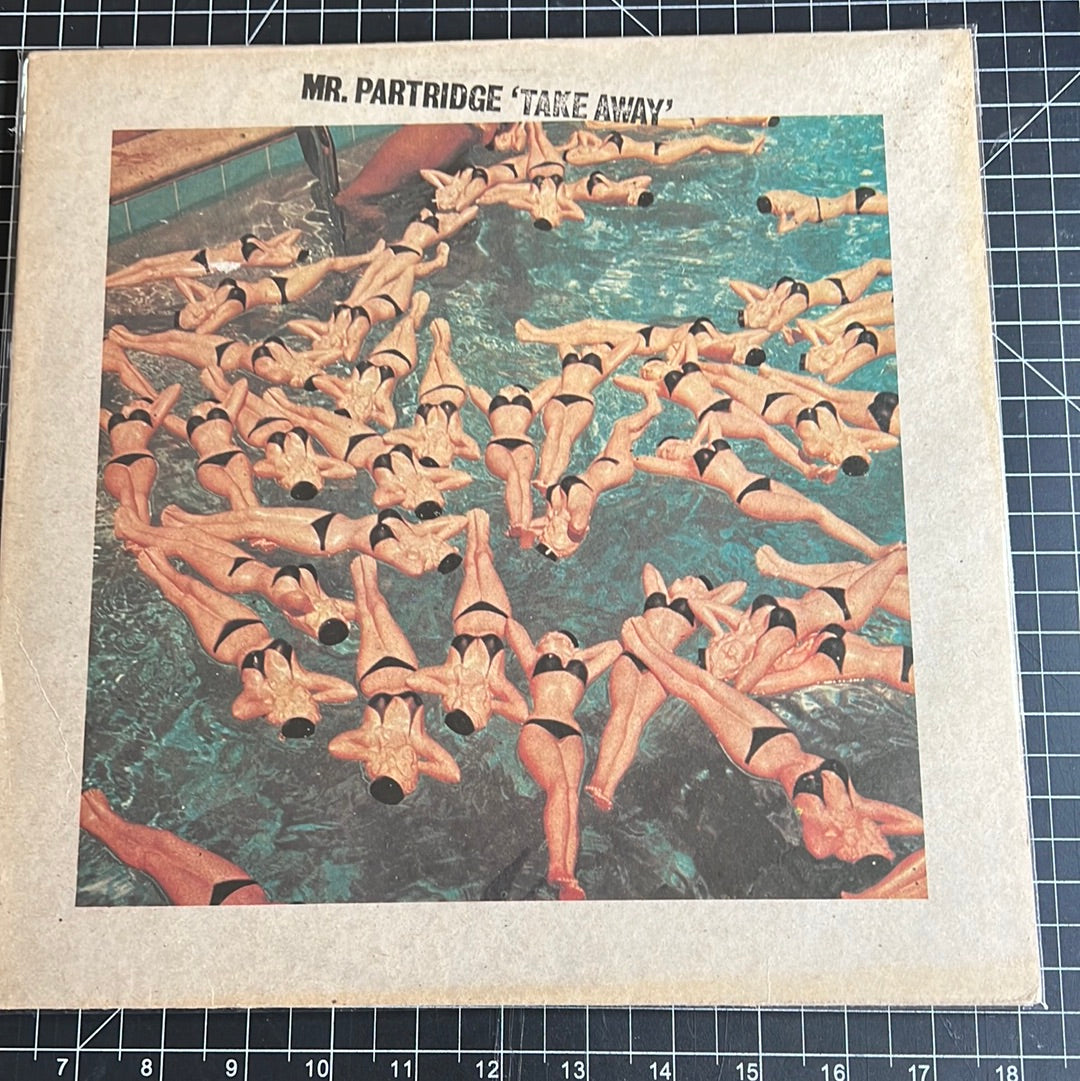 MR. PARTRIDGE ‘TAKE AWAY’
7 8 9 10 11 12 13 14 15 16 17 18